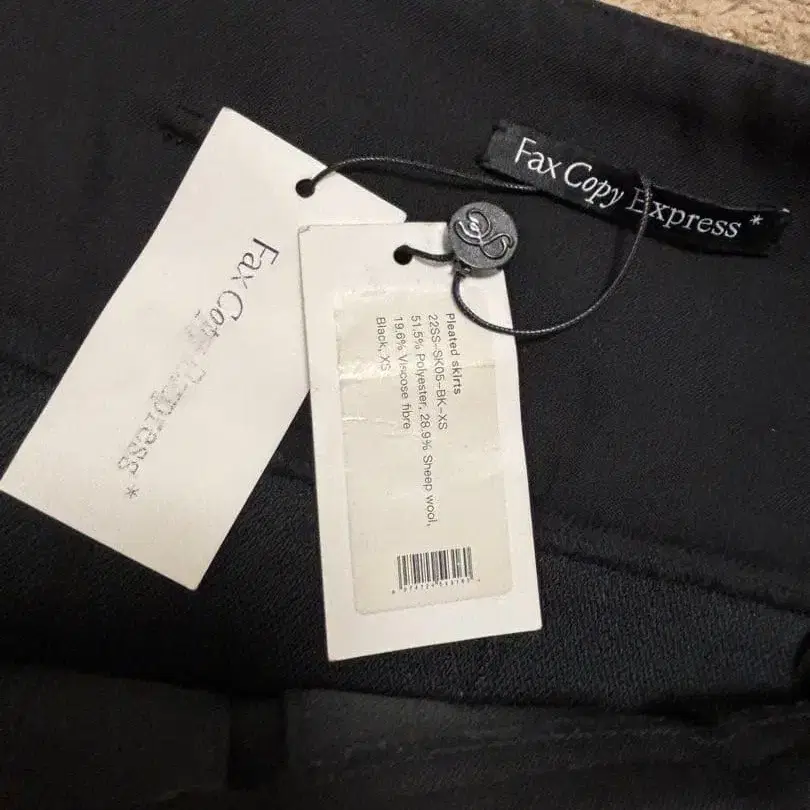 Fax Copy Express *
Fax Copy Express *
Pleated skirts
22SS-SK05-BK-XS
51.5% Polyester, 28.9% Sheep wool,
19.6% Viscose fibre
Black, XS